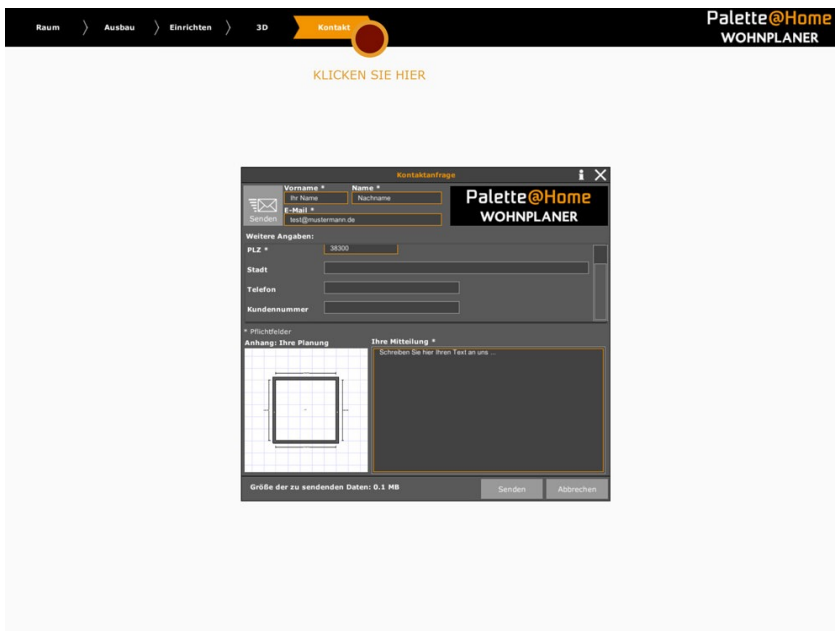 Raum
Ausbau
Einrichten
3D
Kontakt
Palette@Home
WOHNPLANER
KLICKEN SIE HIER
Kontaktanfrage
Vorname *
Name *
Ihr Name
Nachname
E-Mail *
Senden
test@mustermann.de
Palette@Home
WOHNPLANER
Weitere Angaben:
PLZ *
38300
Stadt
Telefon
Kundennummer
* Pflichtfelder
Anhang: Ihre Planung
Ihre Mitteilung *
Schreiben Sie hier Ihren Text an uns ...
Größe der zu sendenden Daten: 0.1 MB
Senden
Abbrechen